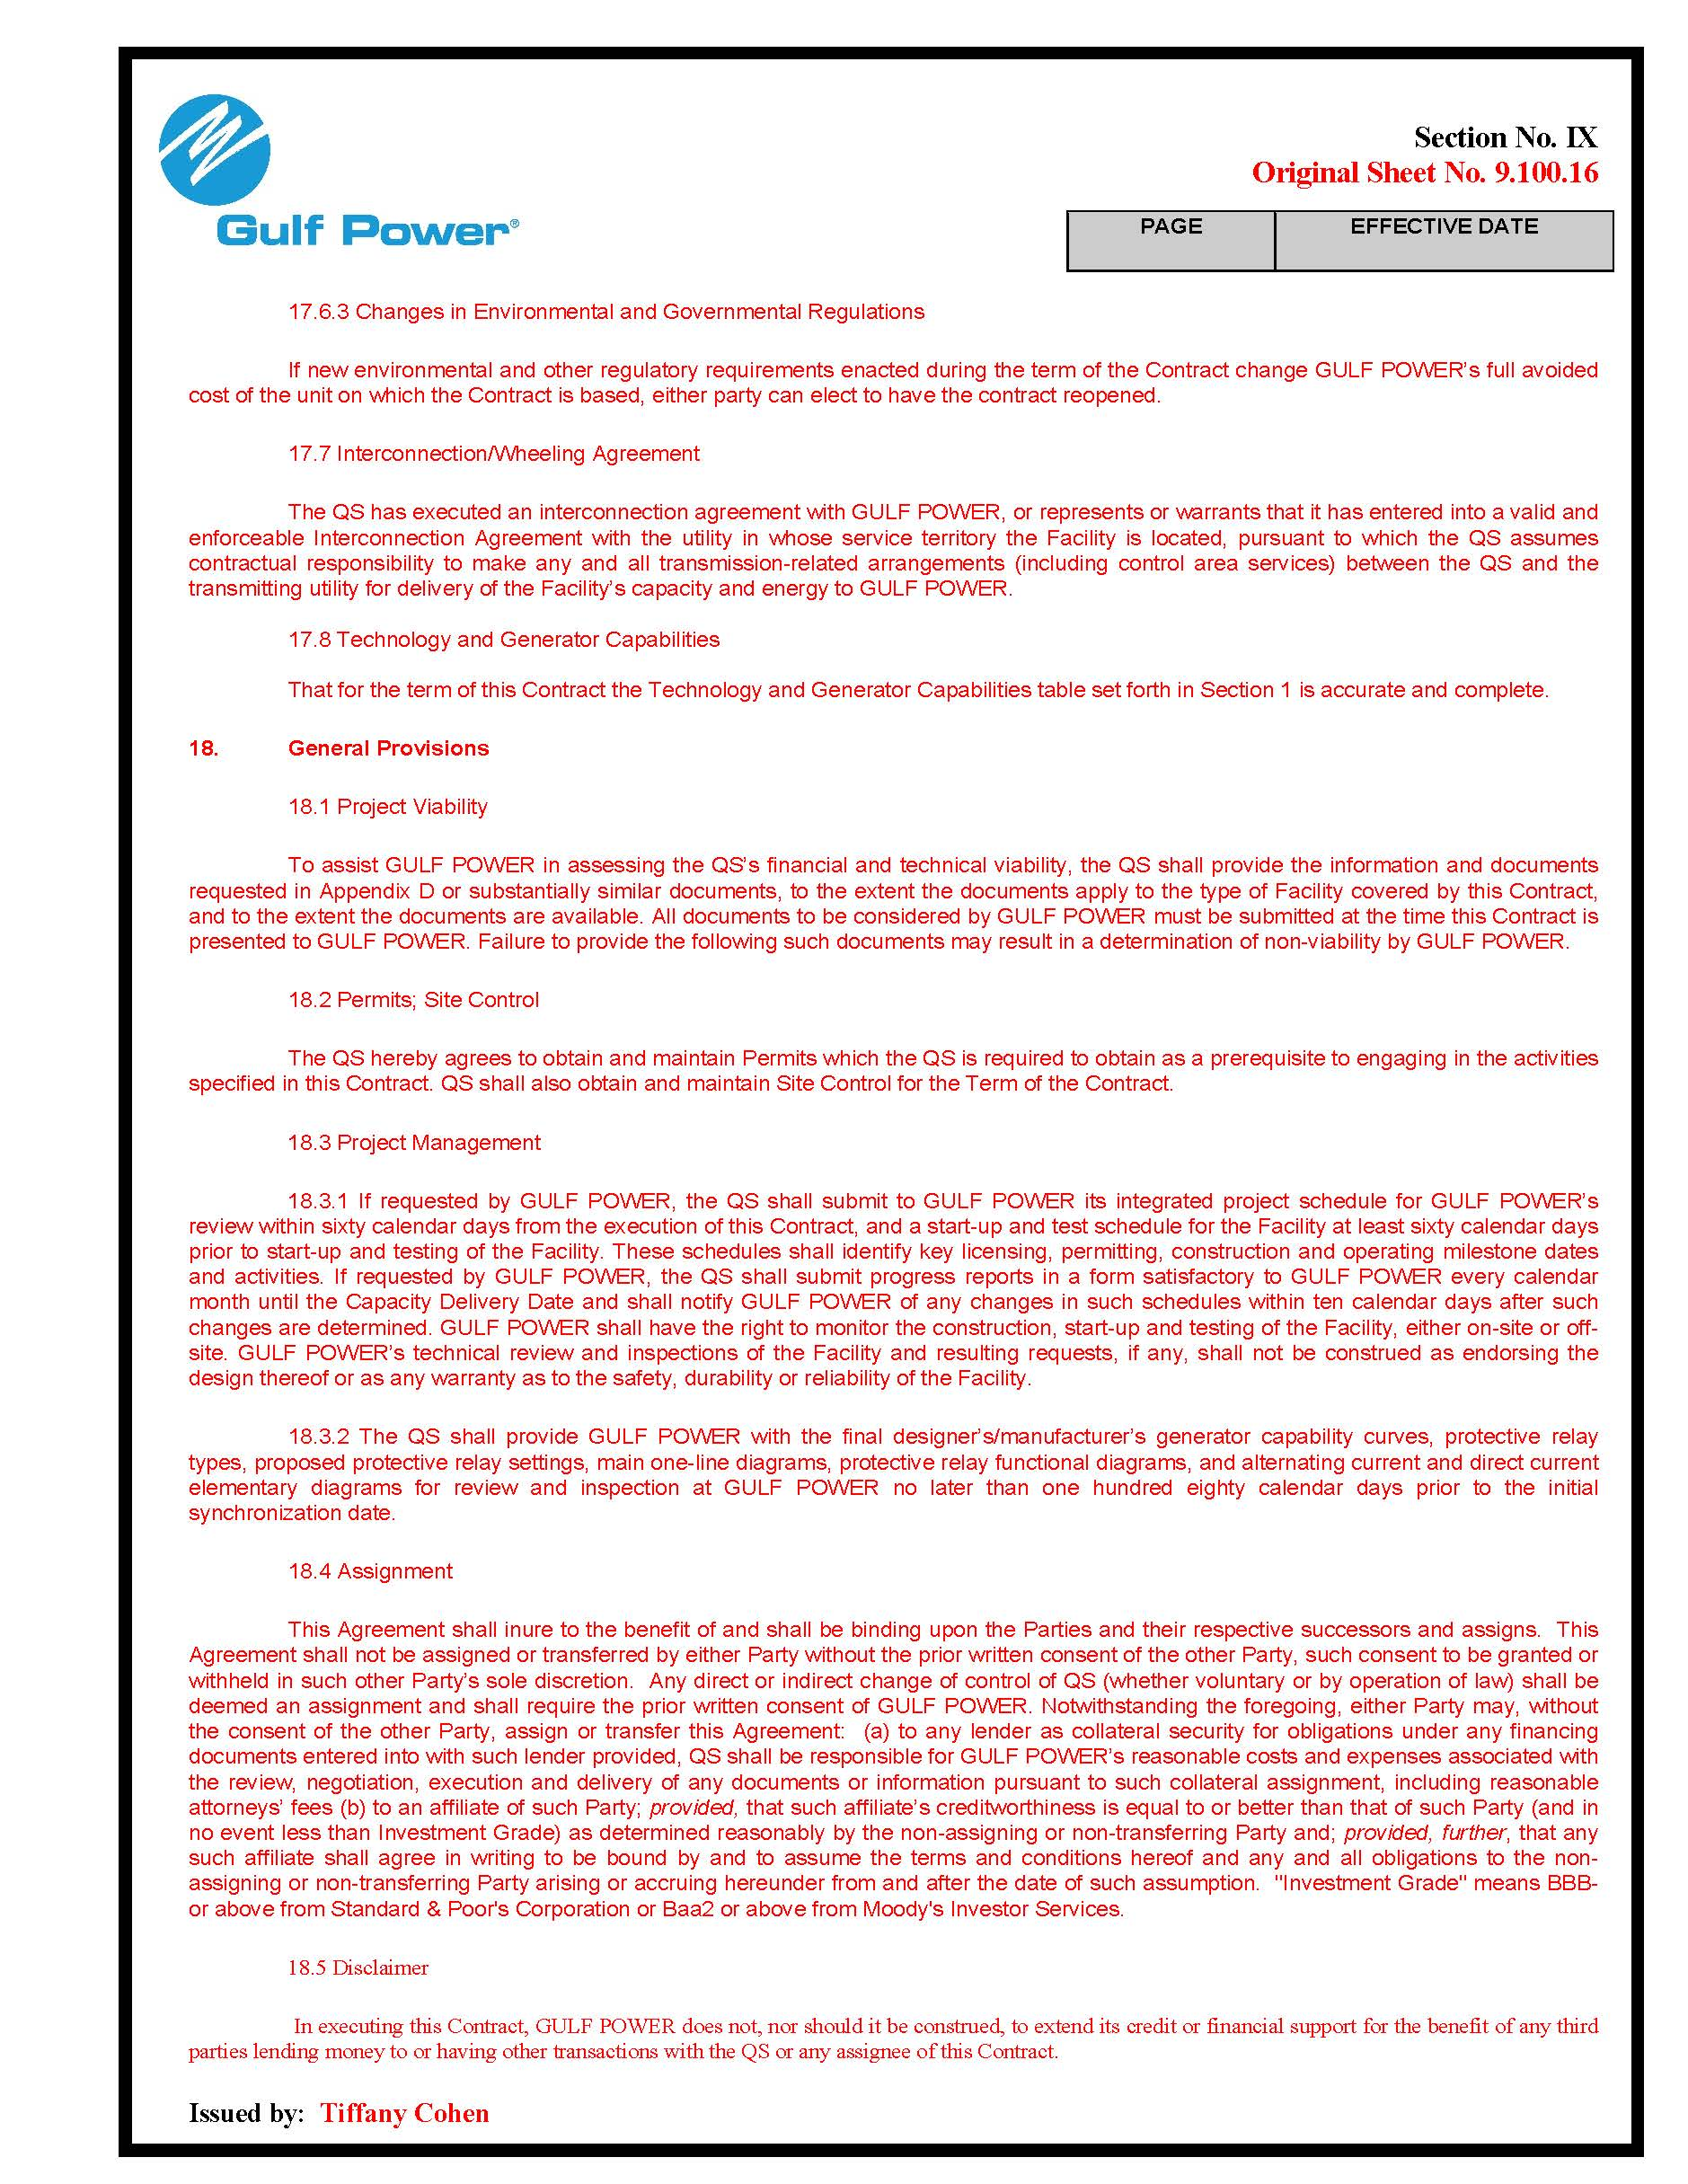 Section No. IX
Original Sheet No. 9.100.16
Gulf Power®
PAGE EFFECTIVE DATE
17.6.3 Changes in Environmental and Governmental Regulations
If new environmental and other regulatory requirements enacted during the term of the Contract change GULF POWER’s full avoided
cost of the unit on which the Contract is based, either party can elect to have the contract reopened.
17.7 Interconnection/Wheeling Agreement
The QS has executed an interconnection agreement with GULF POWER, or represents or warrants that it has entered into a valid and
enforceable Interconnection Agreement with the utility in whose service territory the Facility is located, pursuant to which the QS assumes
contractual responsibility to make any and all transmission-related arrangements (including control area services) between the QS and the
transmitting utility for delivery of the Facility’s capacity and energy to GULF POWER.
17.8 Technology and Generator Capabilities
That for the term of this Contract the Technology and Generator Capabilities table set forth in Section 1 is accurate and complete.
18. General Provisions
18.1 Project Viability
To assist GULF POWER in assessing the QS’s financial and technical viability, the QS shall provide the information and documents
requested in Appendix D or substantially similar documents, to the extent the documents apply to the type of Facility covered by this Contract,
and to the extent the documents are available. All documents to be considered by GULF POWER must be submitted at the time this Contract is
presented to GULF POWER. Failure to provide the following such documents may result in a determination of non-viability by GULF POWER.
18.2 Permits; Site Control
The QS hereby agrees to obtain and maintain Permits which the QS is required to obtain as a prerequisite to engaging in the activities
specified in this Contract. QS shall also obtain and maintain Site Control for the Term of the Contract.
18.3 Project Management
18.3.1 If requested by GULF POWER, the QS shall submit to GULF POWER its integrated project schedule for GULF POWER’s
review within sixty calendar days from the execution of this Contract, and a start-up and test schedule for the Facility at least sixty calendar days
prior to start-up and testing of the Facility. These schedules shall identify key licensing, permitting, construction and operating milestone dates
and activities. If requested by GULF POWER, the QS shall submit progress reports in a form satisfactory to GULF POWER every calendar
month until the Capacity Delivery Date and shall notify GULF POWER of any changes in such schedules within ten calendar days after such
changes are determined. GULF POWER shall have the right to monitor the construction, start-up and testing of the Facility, either on-site or off-
site. GULF POWER’s technical review and inspections of the Facility and resulting requests, if any, shall not be construed as endorsing the
design thereof or as any warranty as to the safety, durability or reliability of the Facility.
18.3.2 The QS shall provide GULF POWER with the final designer’s/manufacturer’s generator capability curves, protective relay
types, proposed protective relay settings, main one-line diagrams, protective relay functional diagrams, and alternating current and direct current
elementary diagrams for review and inspection at GULF POWER no later than one hundred eighty calendar days prior to the initial
synchronization date.
18.4 Assignment
This Agreement shall inure to the benefit of and shall be binding upon the Parties and their respective successors and assigns. This
Agreement shall not be assigned or transferred by either Party without the prior written consent of the other Party, such consent to be granted or
withheld in such other Party’s sole discretion. Any direct or indirect change of control of QS (whether voluntary or by operation of law) shall be
deemed an assignment and shall require the prior written consent of GULF POWER. Notwithstanding the foregoing, either Party may, without
the consent of the other Party, assign or transfer this Agreement: (a) to any lender as collateral security for obligations under any financing
documents entered into with such lender provided, QS shall be responsible for GULF POWER’s reasonable costs and expenses associated with
the review, negotiation, execution and delivery of any documents or information pursuant to such collateral assignment, including reasonable
attorneys’ fees (b) to an affiliate of such Party; provided, that such affiliate’s creditworthiness is equal to or better than that of such Party (and in
no event less than Investment Grade) as determined reasonably by the non-assigning or non-transferring Party and; provided, further, that any
such affiliate shall agree in writing to be bound by and to assume the terms and conditions hereof and any and all obligations to the non-
assigning or non-transferring Party arising or accruing hereunder from and after the date of such assumption. "Investment Grade" means BBB-
or above from Standard & Poor's Corporation or Baa2 or above from Moody's Investor Services.
18.5 Disclaimer
In executing this Contract, GULF POWER does not, nor should it be construed, to extend its credit or financial support for the benefit of any third
parties lending money to or having other transactions with the QS or any assignee of this Contract.
Issued by: Tiffany Cohen